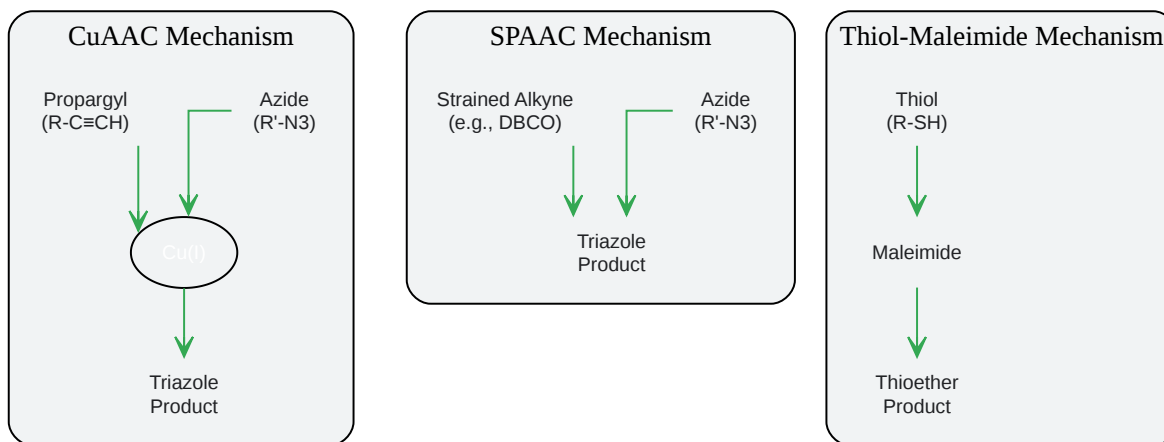 CuAAC Mechanism
Propargyl
(R-C≡CH)
Azide
(R'-N3)
Cu(I)
Triazole
Product
SPAAC Mechanism
Strained Alkyne
(e.g., DBCO)
Azide
(R'-N3)
Triazole
Product
Thiol-Maleimide Mechanism
Thiol
(R-SH)
Maleimide
Thioether
Product